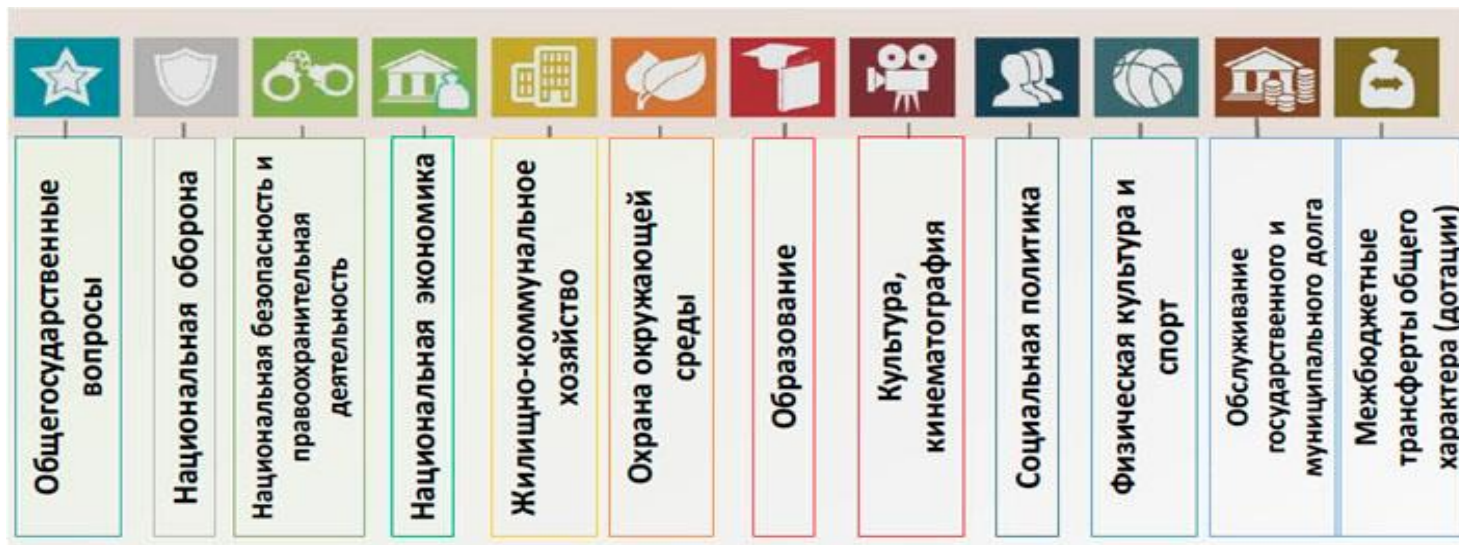 Общегосударственные
вопросы
Национальная оборона
Национальная безопасность и
правоохранительная
деятельность
Национальная экономика
Жилищно-коммунальное
хозяйство
Охрана окружающей
среды
Образование
Культура,
кинематография
Социальная политика
Физическая культура и
спорт
Обслуживание
государственного и
муниципального долга
Межбюджетные
трансферты общего
характера (дотации)